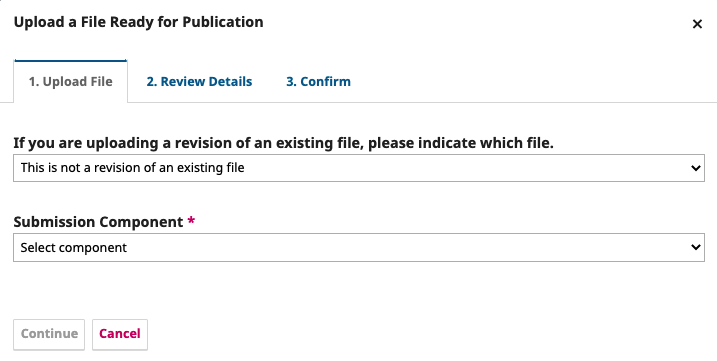 Upload a File Ready for Publication
×
1. Upload File
2. Review Details
3. Confirm
If you are uploading a revision of an existing file, please indicate which file.
This is not a revision of an existing file
Submission Component *
Select component
Continue
Cancel